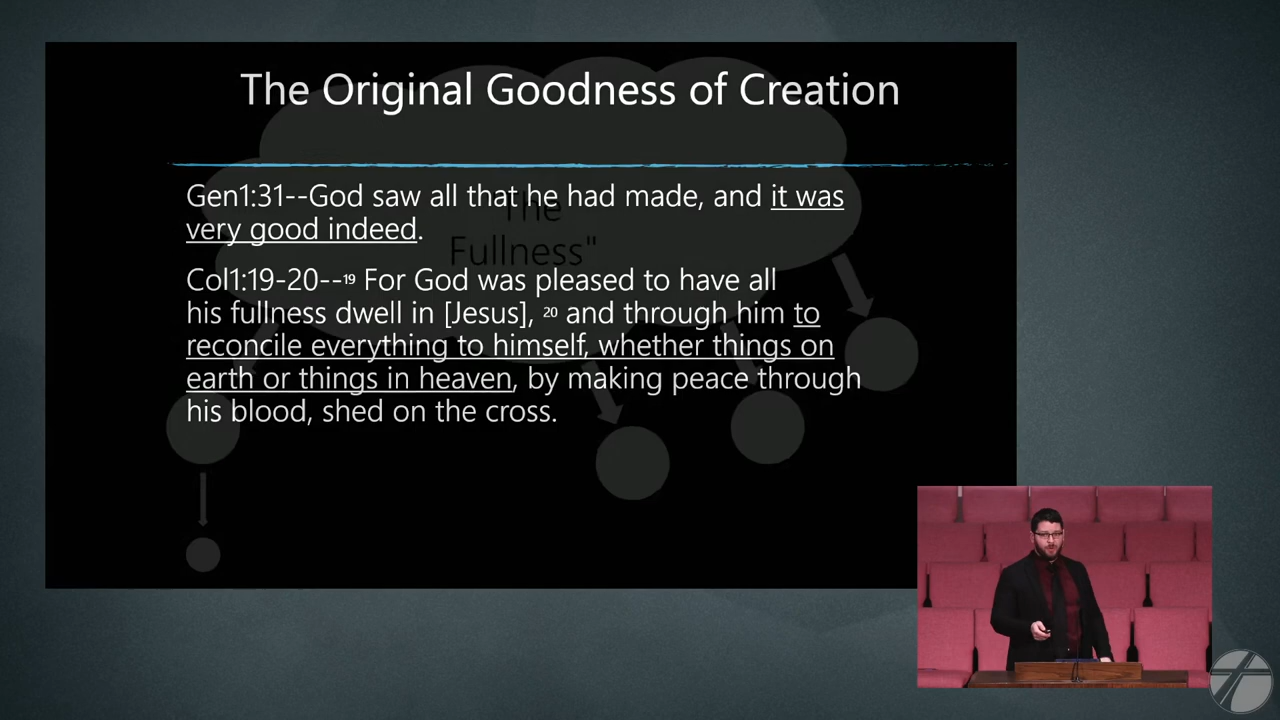 The Original Goodness of Creation
Gen1:31--God saw all that he had made, and it was
very good indeed.
"The
Fullness"
Col1:19-20--19 For God was pleased to have all
his fullness dwell in [Jesus], 20 and through him to
reconcile everything to himself, whether things on
earth or things in heaven, by making peace through
his blood, shed on the cross.